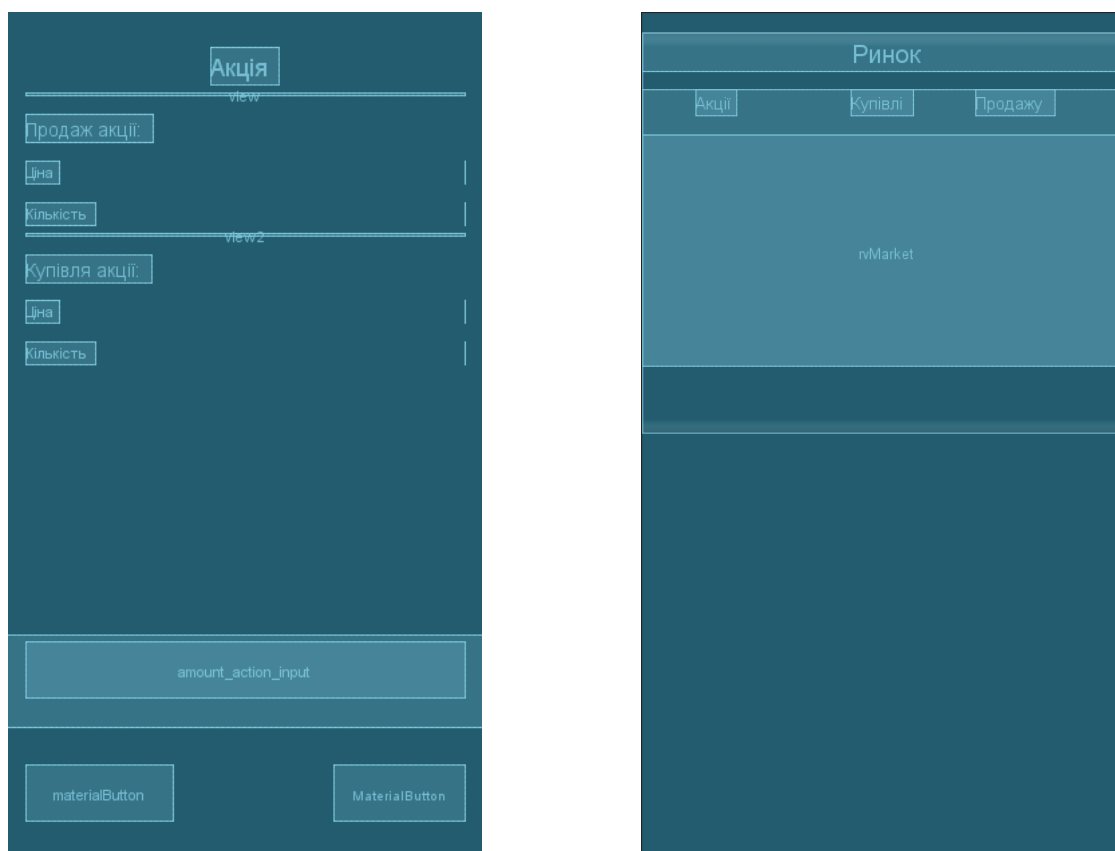 Акція
view
Продаж акції:
Ціна
Кількість
view2
Купівля акції:
Ціна
Кількість
amount_action_input
materialButton
MaterialButton
Ринок
Акції
Купівлі
Продажу
rvMarket